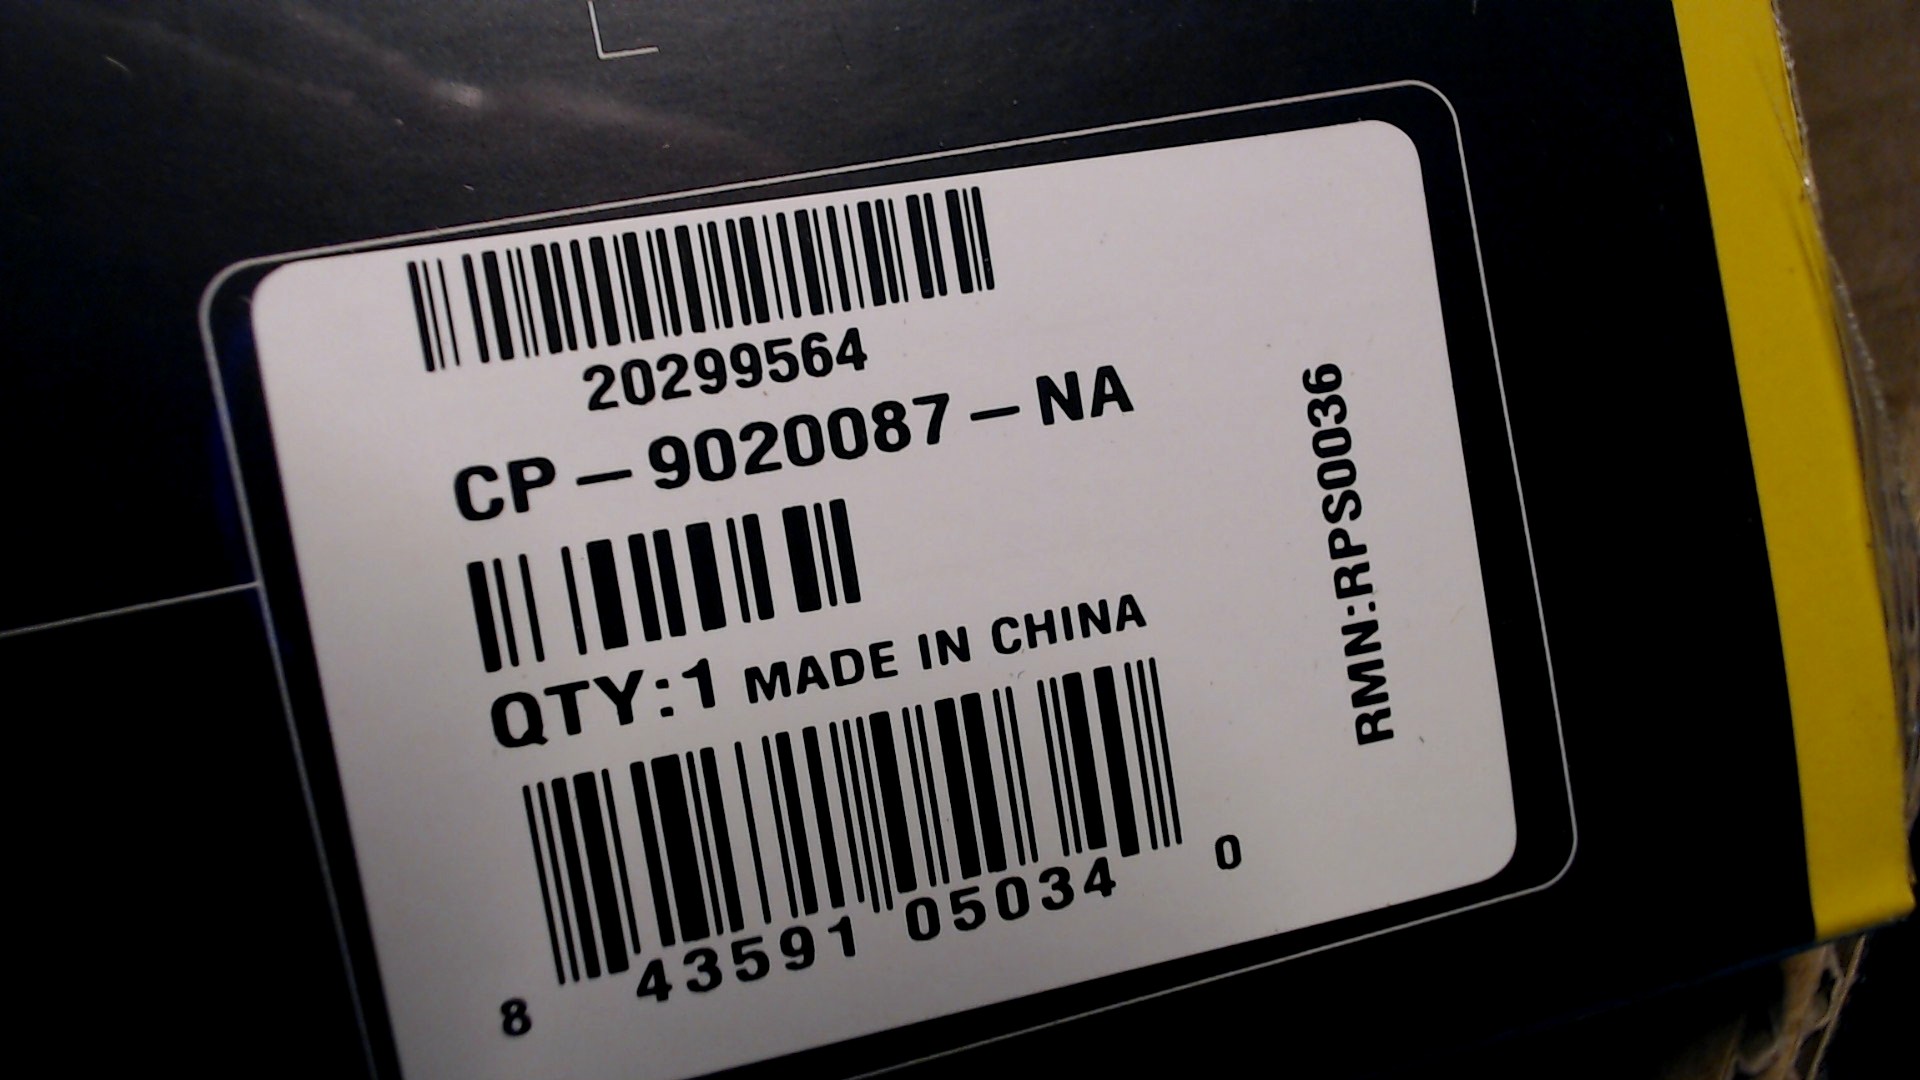 20299564
CP-9020087-NA
QTY:1 MADE IN CHINA
8 43591 05034 0
RMN:RPS0036